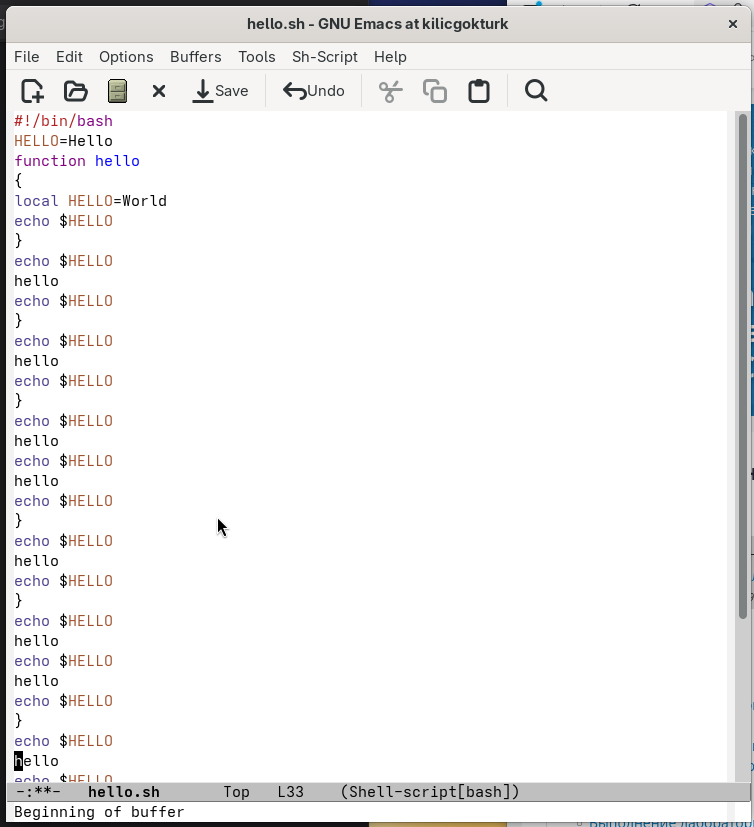 hello.sh - GNU Emacs at kilicgokturk
File Edit Options Buffers Tools Sh-Script Help
Save Undo
#!/bin/bash
HELLO=Hello
function hello
{
local HELLO=World
echo $HELLO
}
echo $HELLO
hello
echo $HELLO
}
echo $HELLO
hello
echo $HELLO
}
echo $HELLO
hello
echo $HELLO
hello
echo $HELLO
}
echo $HELLO
hello
echo $HELLO
}
echo $HELLO
hello
echo $HELLO
hello
echo $HELLO
}
echo $HELLO
hello
echo $HELLO
-:**- hello.sh Top L33 (Shell-script[bash])
Beginning of buffer
Выполнение